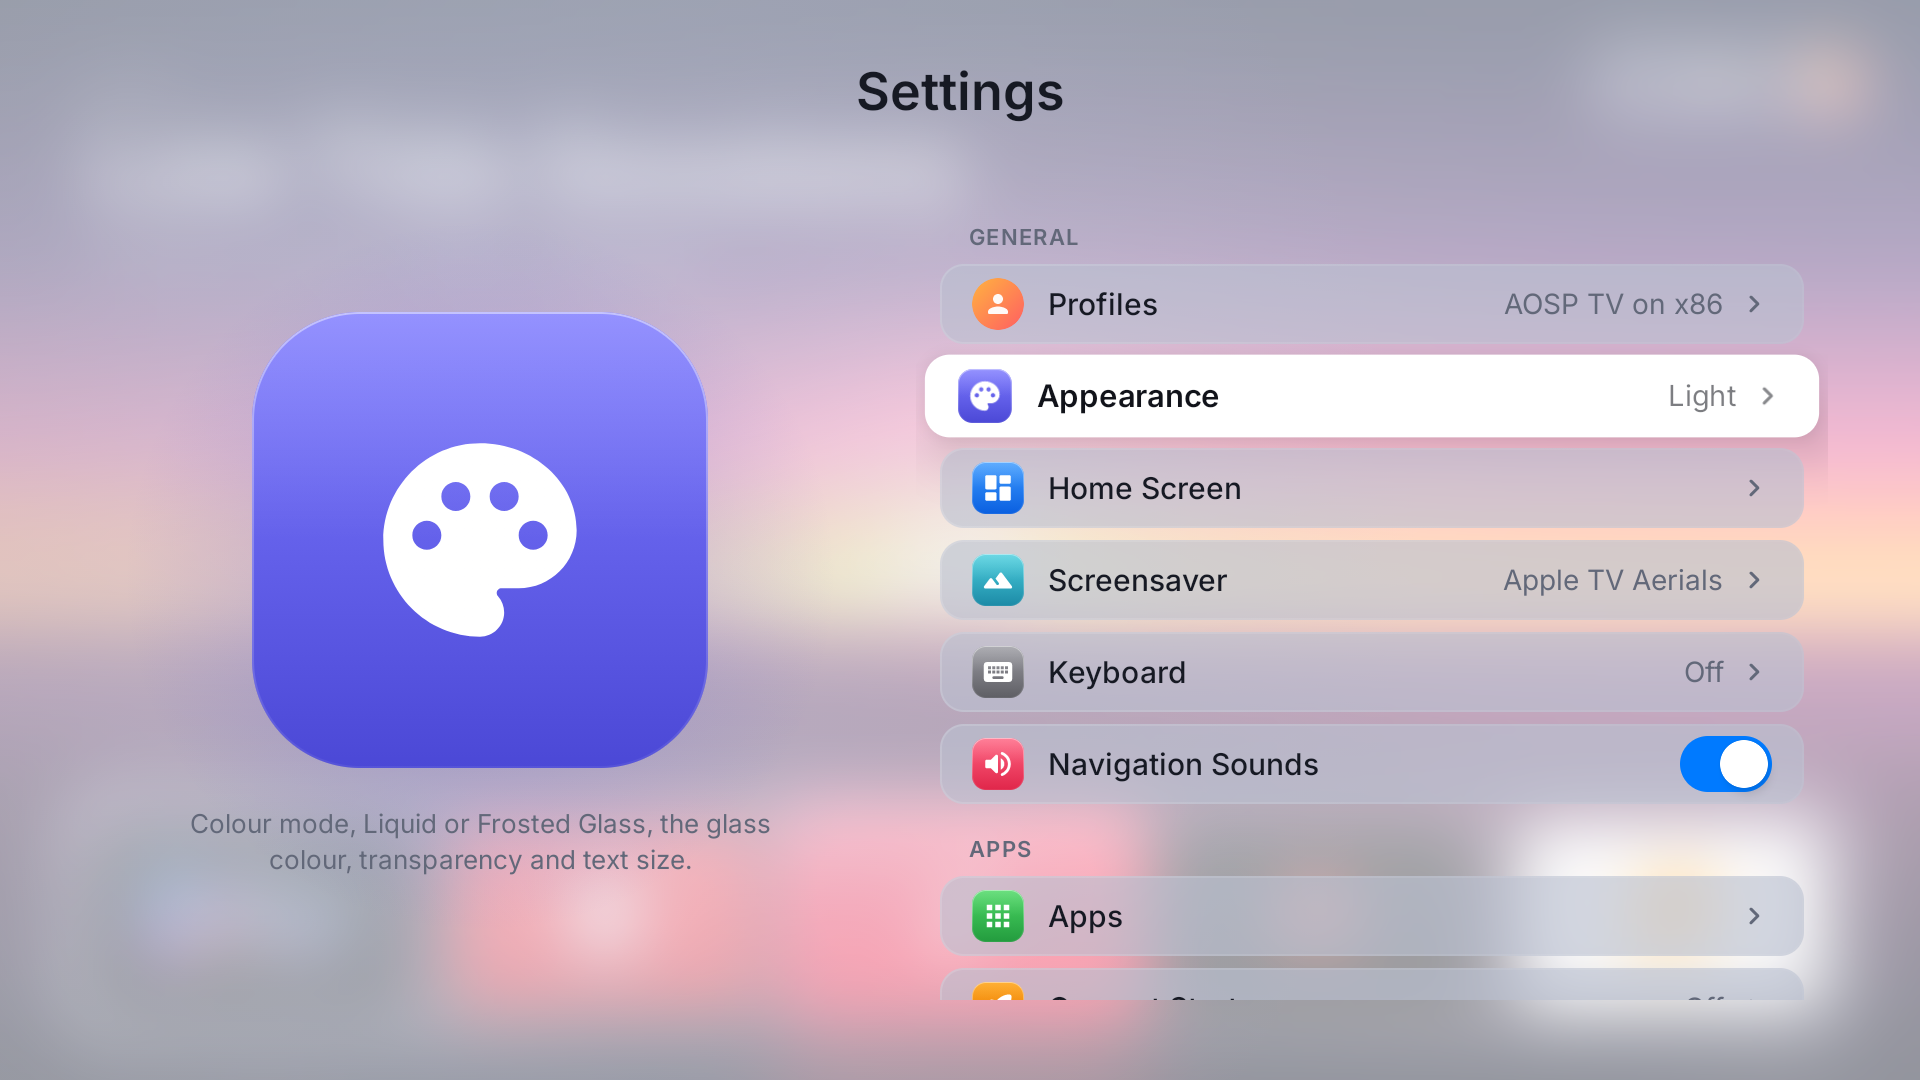 Settings
GENERAL
Profiles AOSP TV on x86
Appearance Light
Home Screen
Screensaver Apple TV Aerials
Keyboard Off
Navigation Sounds
Colour mode, Liquid or Frosted Glass, the glass
colour, transparency and text size.
APPS
Apps